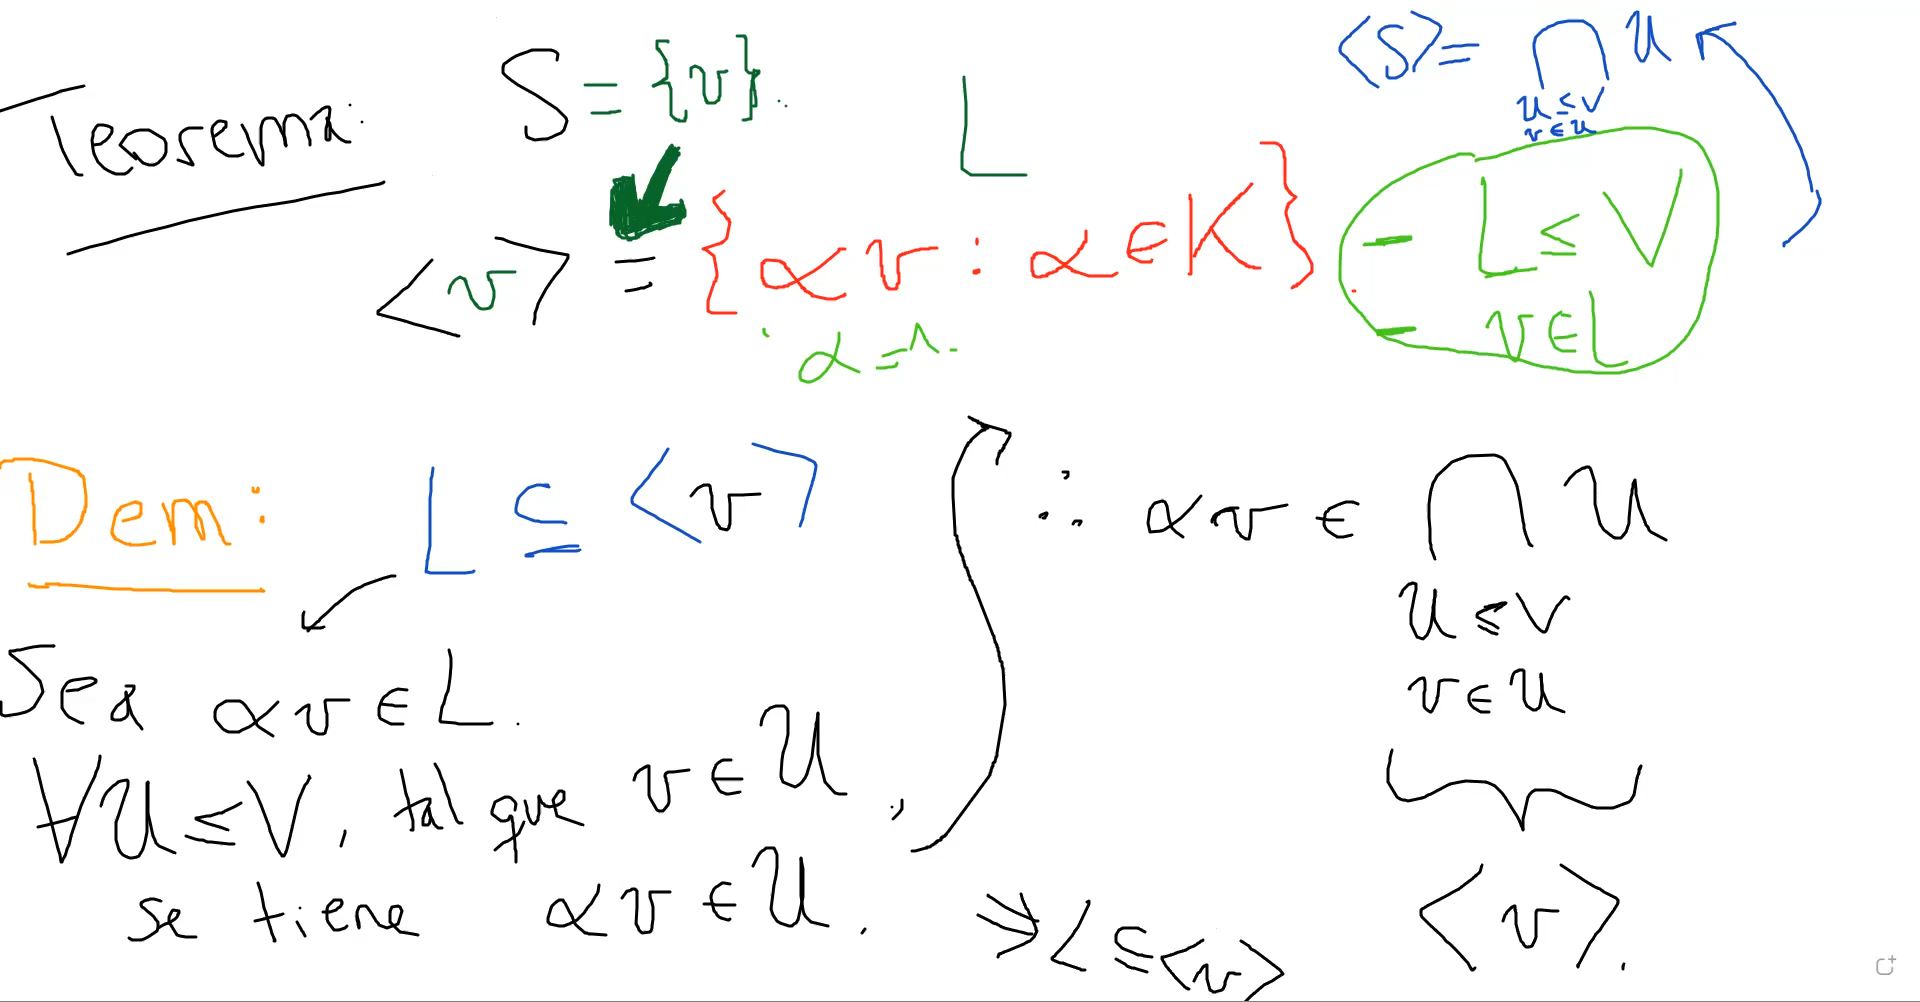 Teorema:
S = {v}.
L
<S> = ⋂ U
U ≤ V
v ∈ U
<v> = {αv : α ∈ K}
α = 1.
- L ≤ V
- v ∈ L
Dem: L ⊆ <v>
Sea αv ∈ L.
∀U ≤ V, tal que v ∈ U,
se tiene αv ∈ U.
∴ αv ∈ ⋂ U
U ≤ V
v ∈ U
<v>.
⇒ L ⊆ <v>